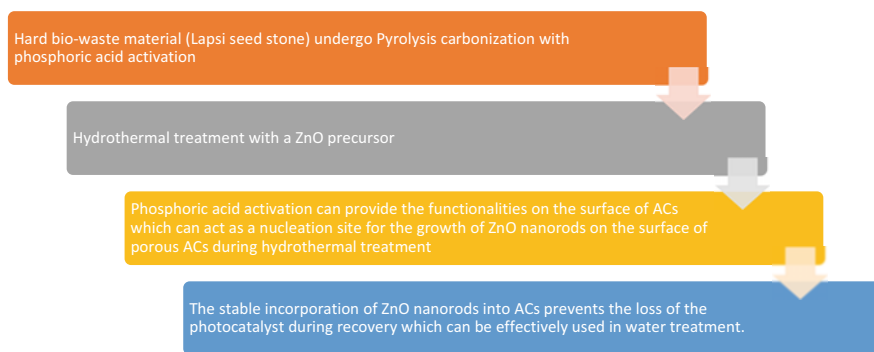 Hard bio-waste material (Lapsi seed stone) undergo Pyrolysis carbonization with
phosphoric acid activation
Hydrothermal treatment with a ZnO precursor
Phosphoric acid activation can provide the functionalities on the surface of ACs
which can act as a nucleation site for the growth of ZnO nanorods on the surface of
porous ACs during hydrothermal treatment
The stable incorporation of ZnO nanorods into ACs prevents the loss of the
photocatalyst during recovery which can be effectively used in water treatment.